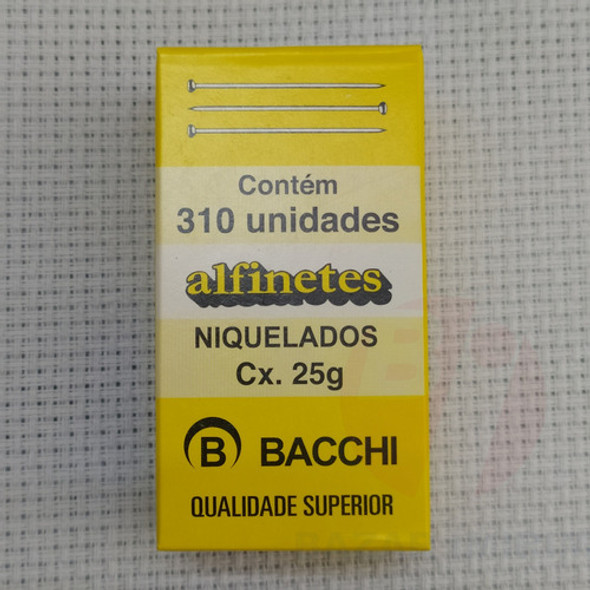 Contém
310 unidades
alfinetes
NIQUELADOS
Cx. 25g
B BACCHI
QUALIDADE SUPERIOR